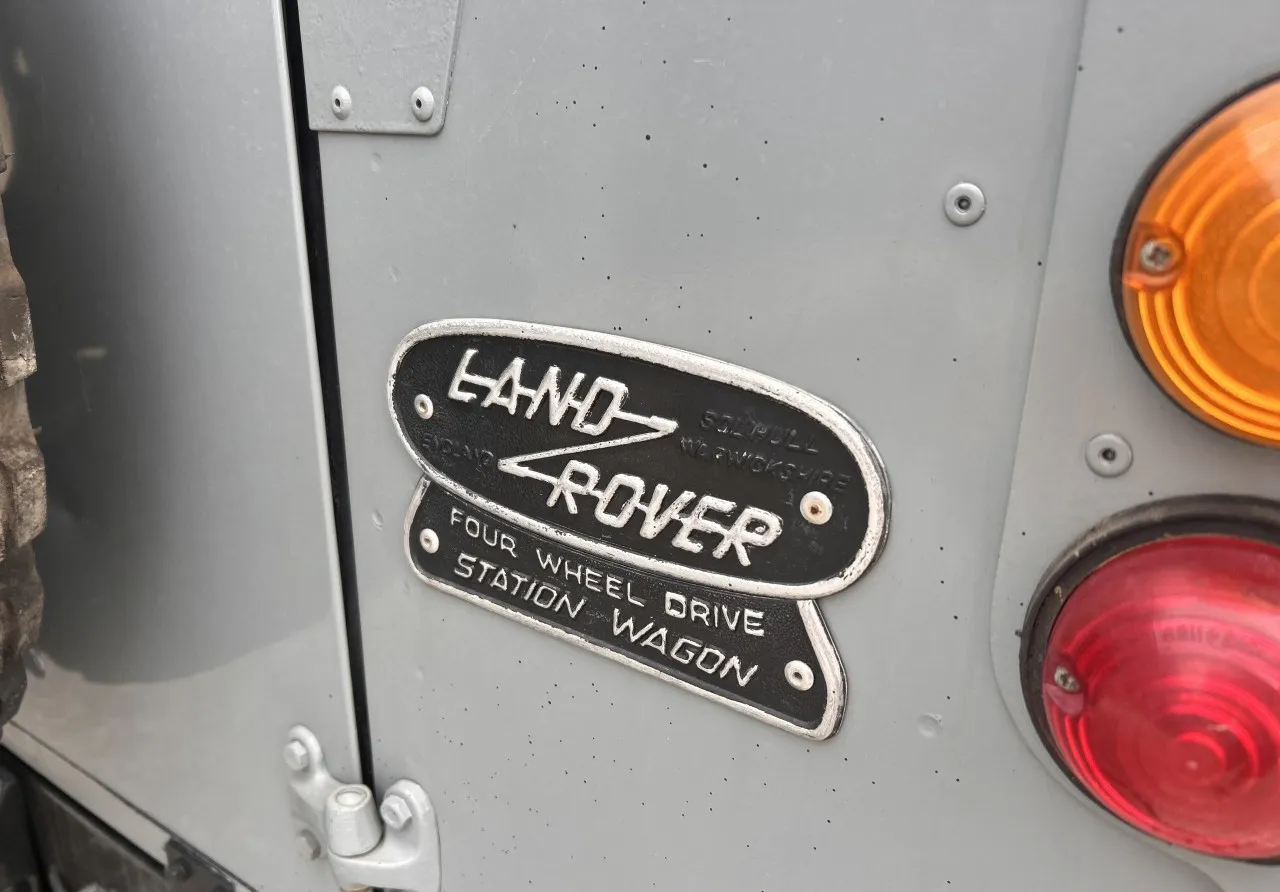 LAND
SOLIHULL
WARWICKSHIRE
ENGLAND
ROVER
FOUR WHEEL DRIVE
STATION WAGON